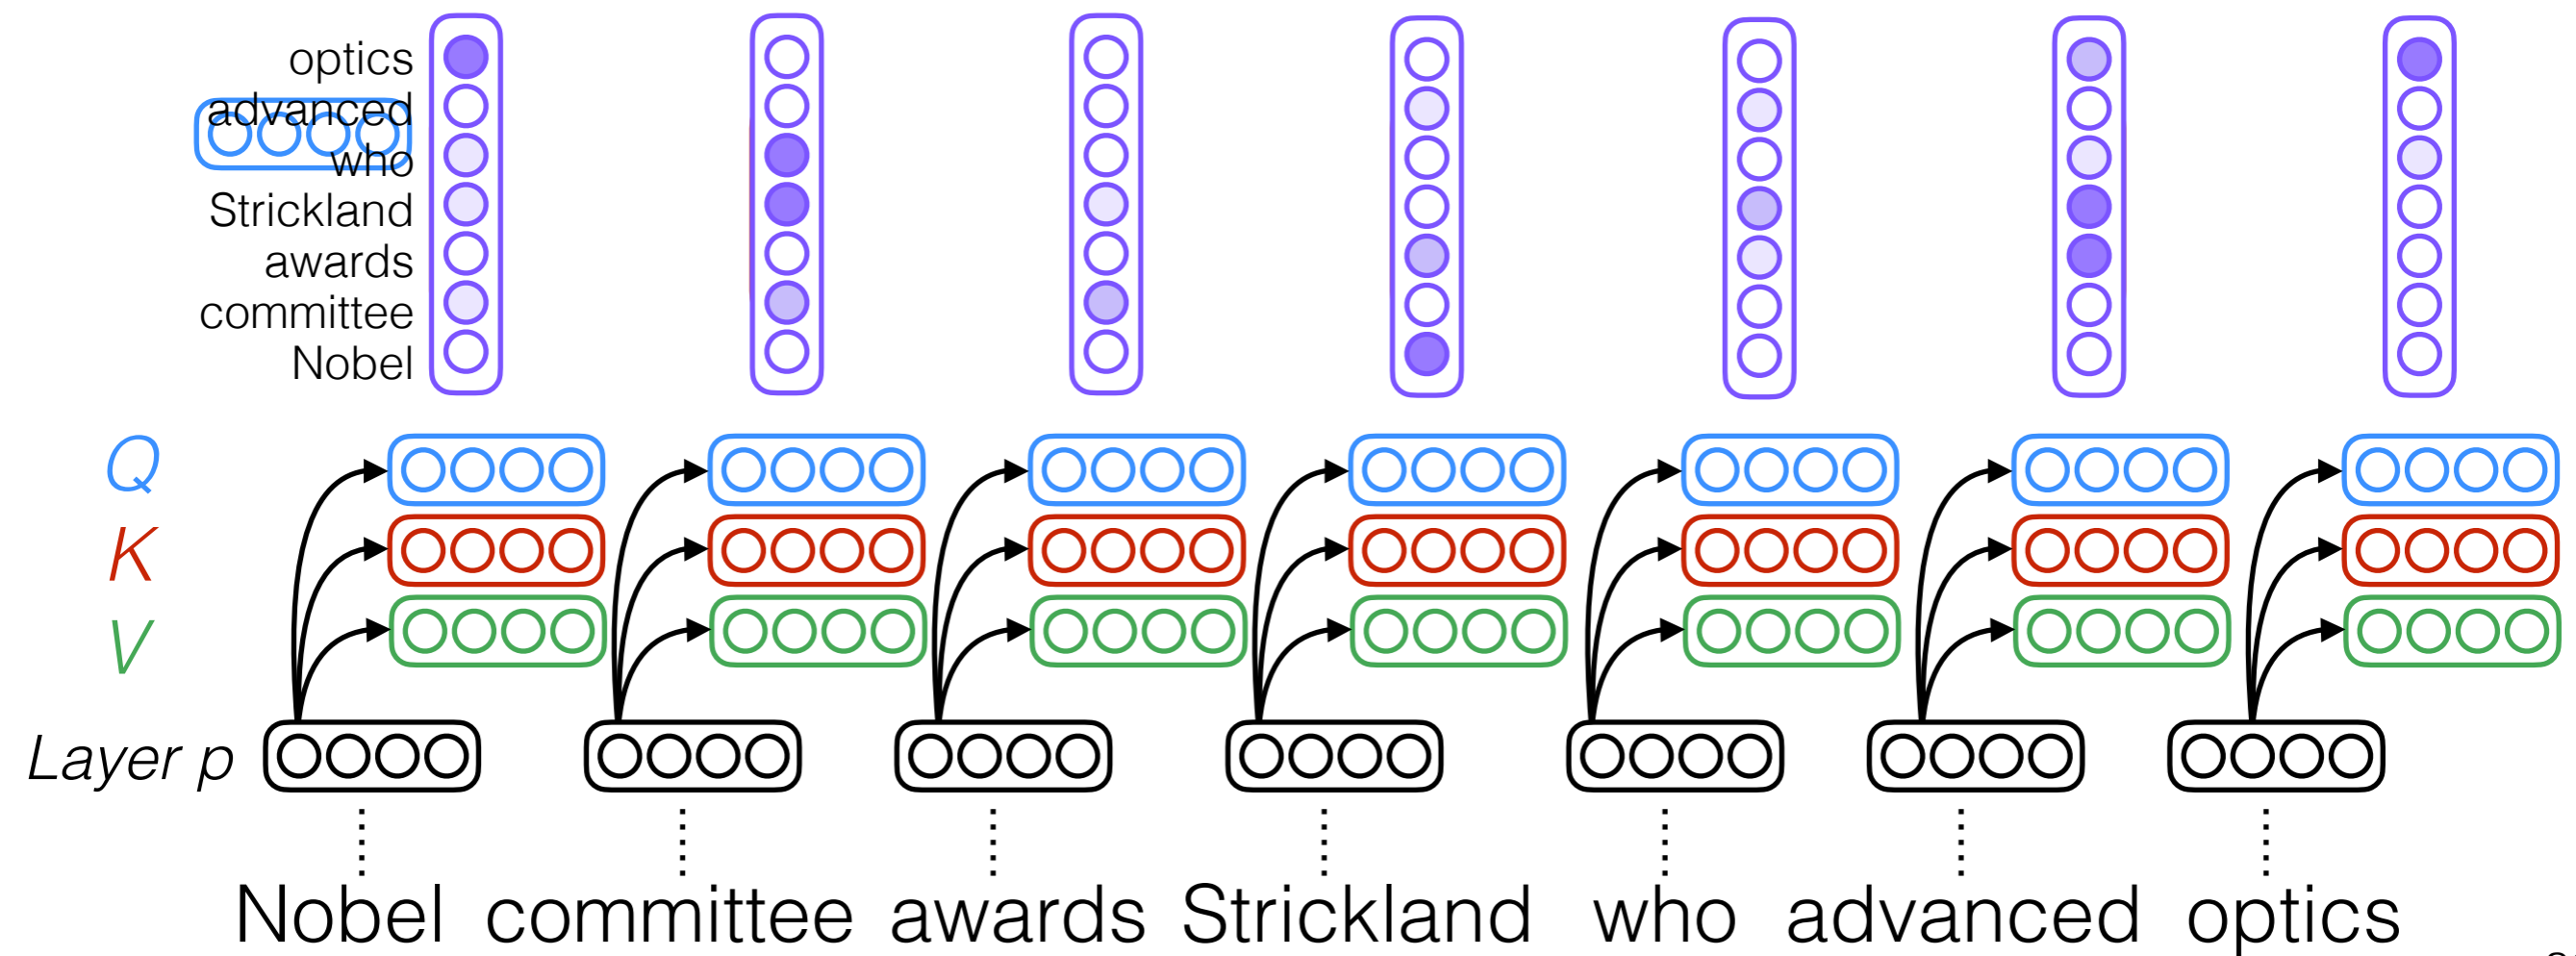 optics
advanced
who
Strickland
awards
committee
Nobel
Q
K
V
Layer p
Nobel committee awards Strickland who advanced optics